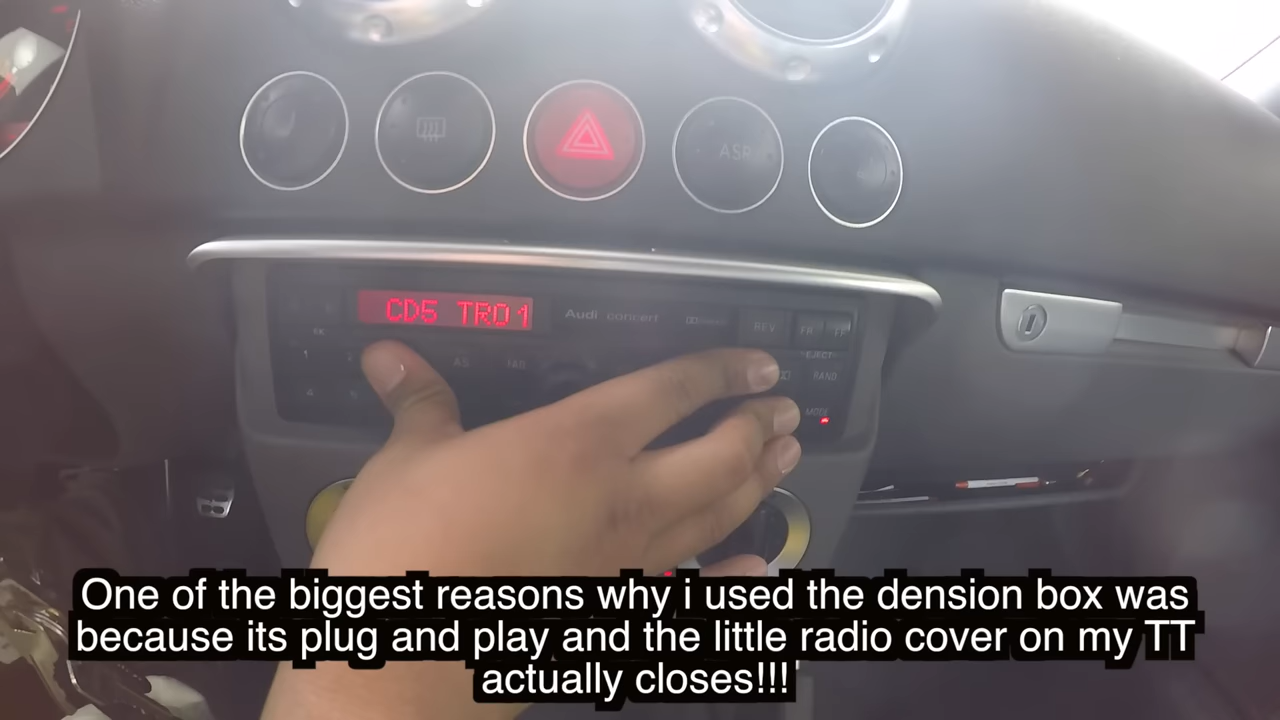 ASR
CD5 TR01
Audi concert
REV
FR FF
EJECT
AS
RAND
1
MODE
One of the biggest reasons why i used the dension box was
because its plug and play and the little radio cover on my TT
actually closes!!!